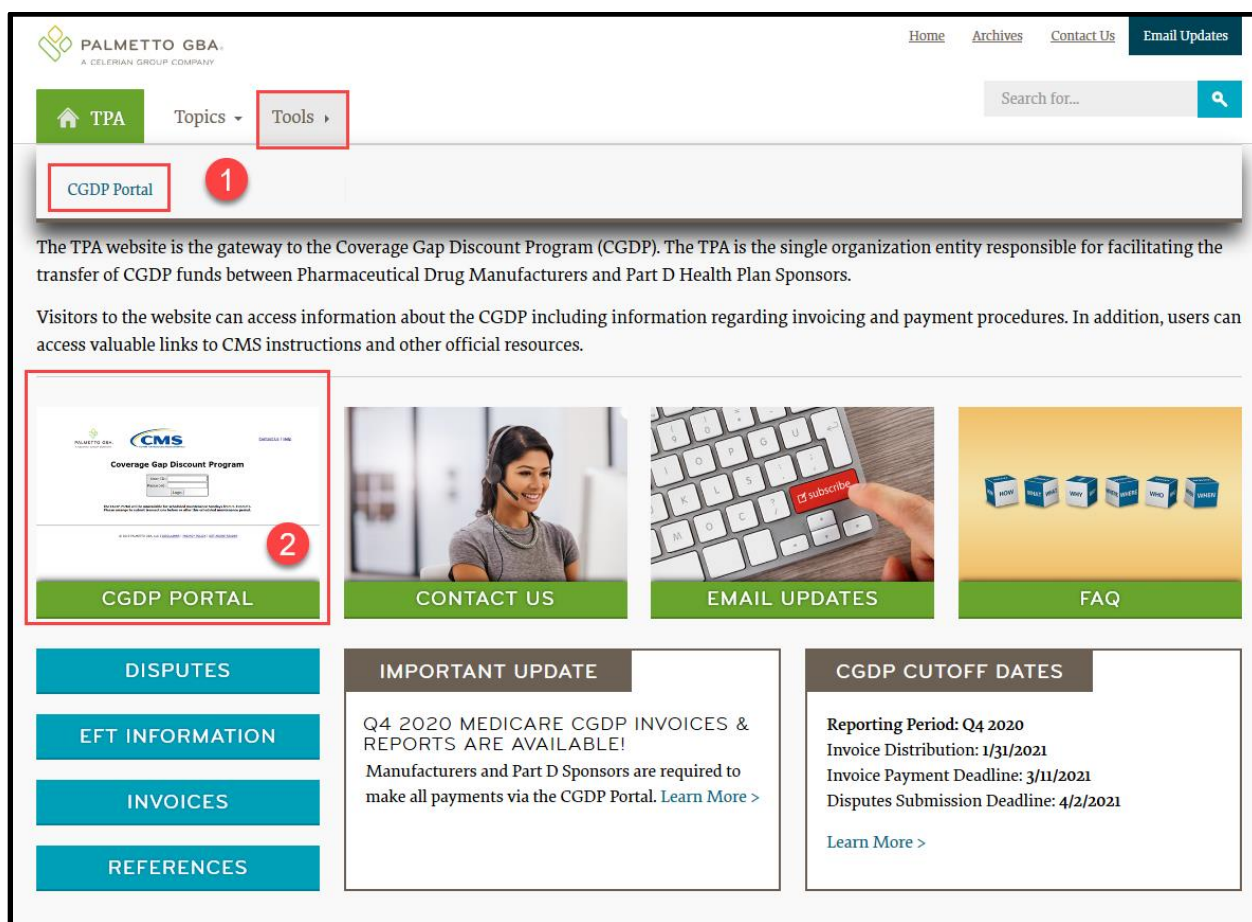 PALMETTO GBA.
A CELERIAN GROUP COMPANY
Home Archives Contact Us Email Updates
TPA Topics Tools
Search for...
CGDP Portal
1
The TPA website is the gateway to the Coverage Gap Discount Program (CGDP). The TPA is the single organization entity responsible for facilitating the
transfer of CGDP funds between Pharmaceutical Drug Manufacturers and Part D Health Plan Sponsors.
Visitors to the website can access information about the CGDP including information regarding invoicing and payment procedures. In addition, users can
access valuable links to CMS instructions and other official resources.
PALMETTO GBA.
CMS
Coverage Gap Discount Program
Login
2
subscribe
HOW WHAT WHY WHERE WHO WHEN
CGDP PORTAL
CONTACT US
EMAIL UPDATES
FAQ
DISPUTES
EFT INFORMATION
INVOICES
REFERENCES
IMPORTANT UPDATE
Q4 2020 MEDICARE CGDP INVOICES &
REPORTS ARE AVAILABLE!
Manufacturers and Part D Sponsors are required to
make all payments via the CGDP Portal. Learn More >
CGDP CUTOFF DATES
Reporting Period: Q4 2020
Invoice Distribution: 1/31/2021
Invoice Payment Deadline: 3/11/2021
Disputes Submission Deadline: 4/2/2021
Learn More >